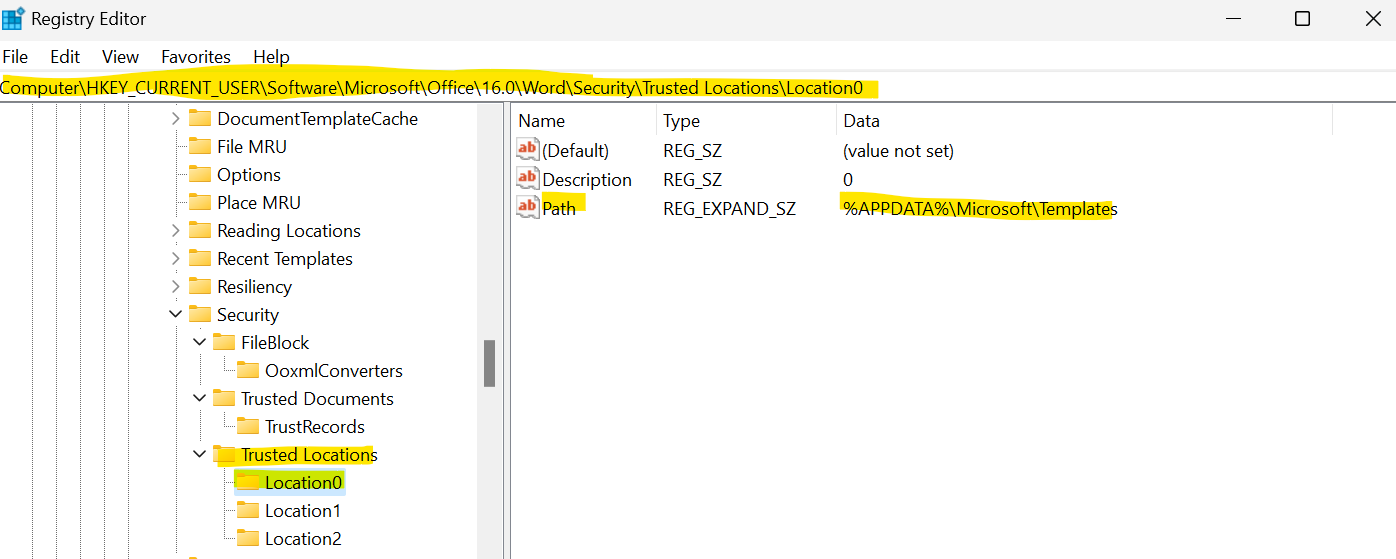 Registry Editor
File Edit View Favorites Help
Computer\HKEY_CURRENT_USER\Software\Microsoft\Office\16.0\Word\Security\Trusted Locations\Location0
DocumentTemplateCache
File MRU
Options
Place MRU
Reading Locations
Recent Templates
Resiliency
Security
FileBlock
OoxmlConverters
Trusted Documents
TrustRecords
Trusted Locations
Location0
Location1
Location2
Name Type Data
ab (Default) REG_SZ (value not set)
ab Description REG_SZ 0
ab Path REG_EXPAND_SZ %APPDATA%\Microsoft\Templates